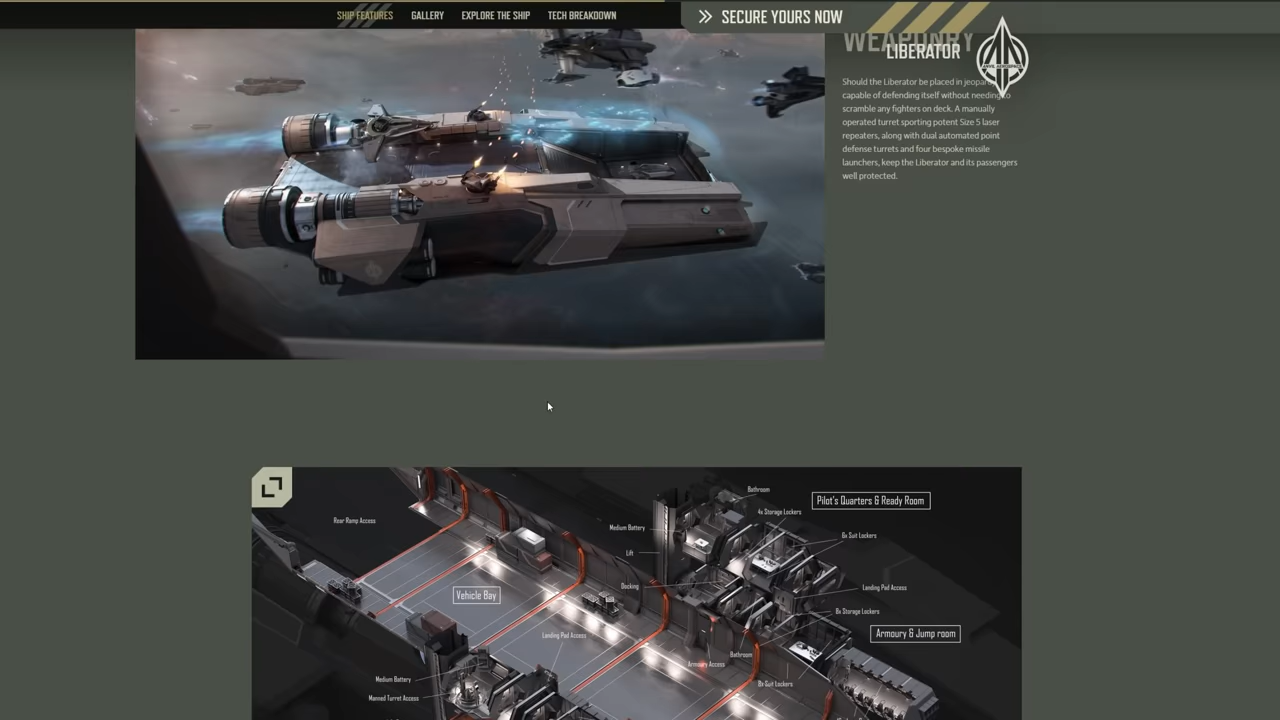 SHIP FEATURES
GALLERY
EXPLORE THE SHIP
TECH BREAKDOWN
SECURE YOURS NOW
WEAPONRY
LIBERATOR
ANVIL AEROSPACE
Should the Liberator be placed in jeopardy
capable of defending itself without needing to
scramble any fighters on deck. A manually
operated turret sporting potent Size 5 laser
repeaters, along with dual automated point
defense turrets and four bespoke missile
launchers, keep the Liberator and its passengers
well protected.
Bathroom
Pilot's Quarters & Ready Room
4x Storage Lockers
Rear Ramp Access
Medium Battery
8x Suit Lockers
Lift
Docking
Landing Pad Access
Vehicle Bay
8x Storage Lockers
Landing Pad Access
Armoury & Jump room
Bathroom
Armoury Access
Medium Battery
8x Suit Lockers
Manned Turret Access